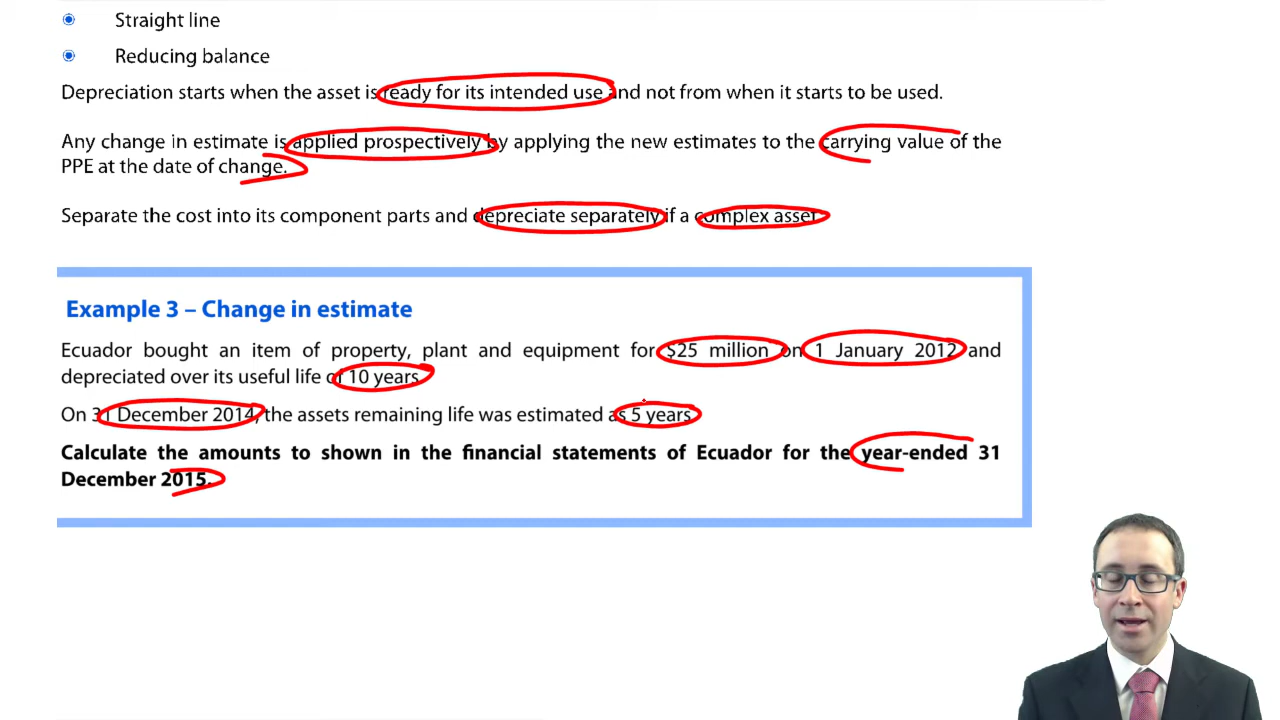 Straight line
Reducing balance
Depreciation starts when the asset is ready for its intended use and not from when it starts to be used.
Any change in estimate is applied prospectively by applying the new estimates to the carrying value of the
PPE at the date of change.
Separate the cost into its component parts and depreciate separately if a complex asset
Example 3 – Change in estimate
Ecuador bought an item of property, plant and equipment for $25 million on 1 January 2012 and
depreciated over its useful life of 10 years.
On 31 December 2014, the assets remaining life was estimated as 5 years.
Calculate the amounts to shown in the financial statements of Ecuador for the year-ended 31
December 2015.